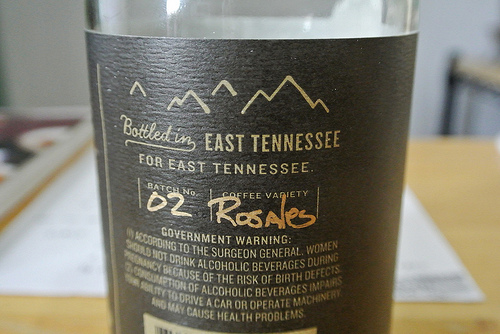 Bottled in EAST TENNESSEE
FOR EAST TENNESSEE.
BATCH No. COFFEE VARIETY
02 Rosales
GOVERNMENT WARNING:
(1) ACCORDING TO THE SURGEON GENERAL, WOMEN
SHOULD NOT DRINK ALCOHOLIC BEVERAGES DURING
PREGNANCY BECAUSE OF THE RISK OF BIRTH DEFECTS.
(2) CONSUMPTION OF ALCOHOLIC BEVERAGES IMPAIRS
YOUR ABILITY TO DRIVE A CAR OR OPERATE MACHINERY
AND MAY CAUSE HEALTH PROBLEMS.